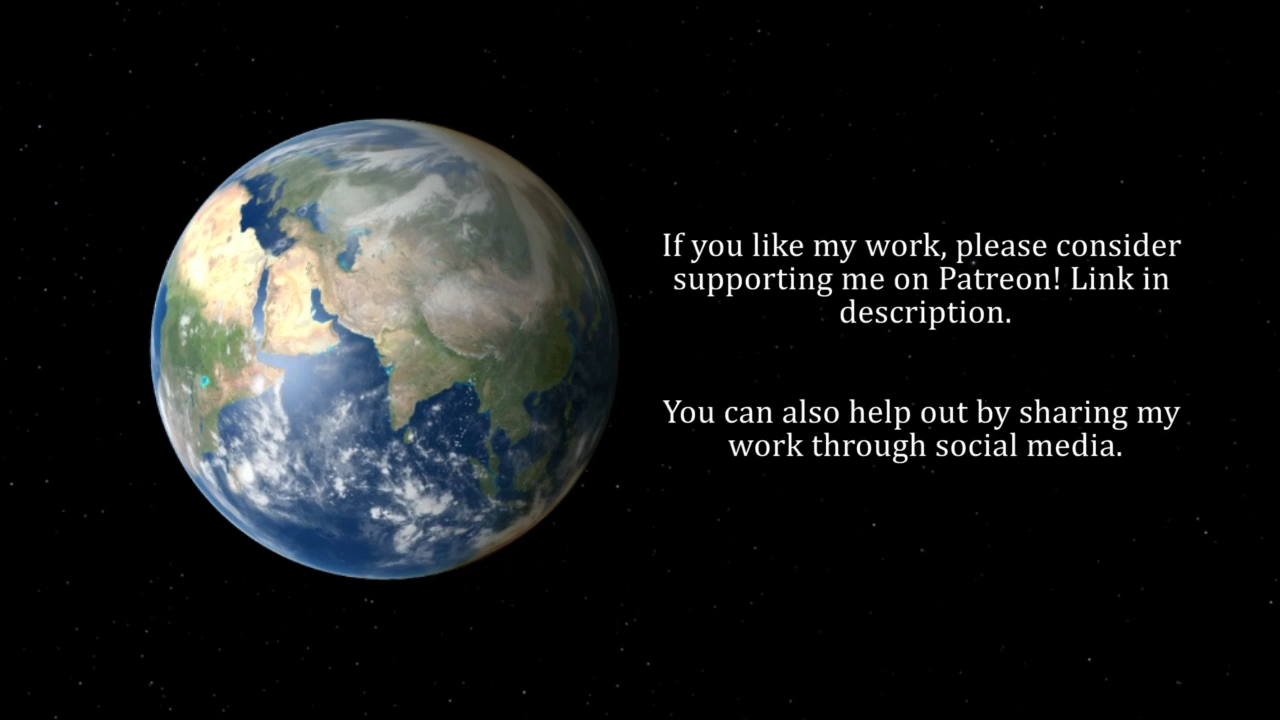 If you like my work, please consider
supporting me on Patreon! Link in
description.
You can also help out by sharing my
work through social media.